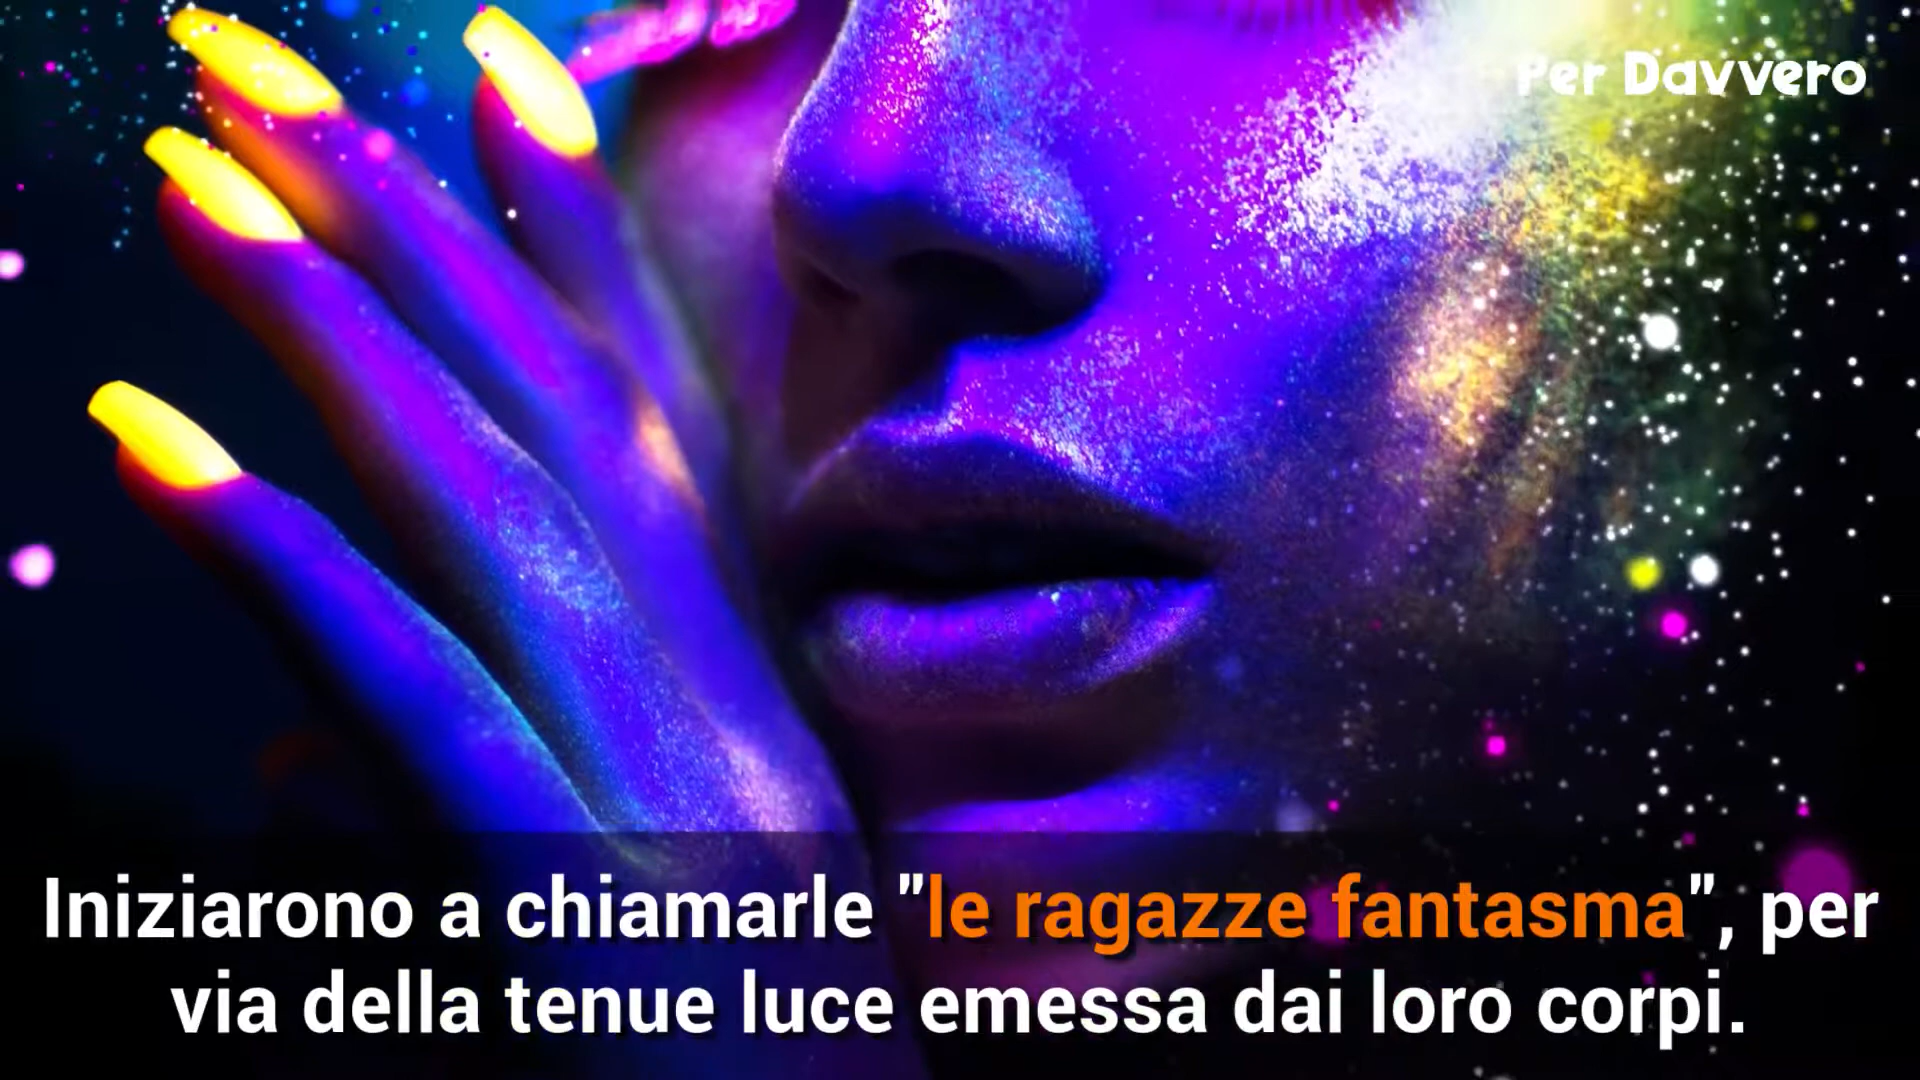 Per Davvero
Iniziarono a chiamarle "le ragazze fantasma", per
via della tenue luce emessa dai loro corpi.